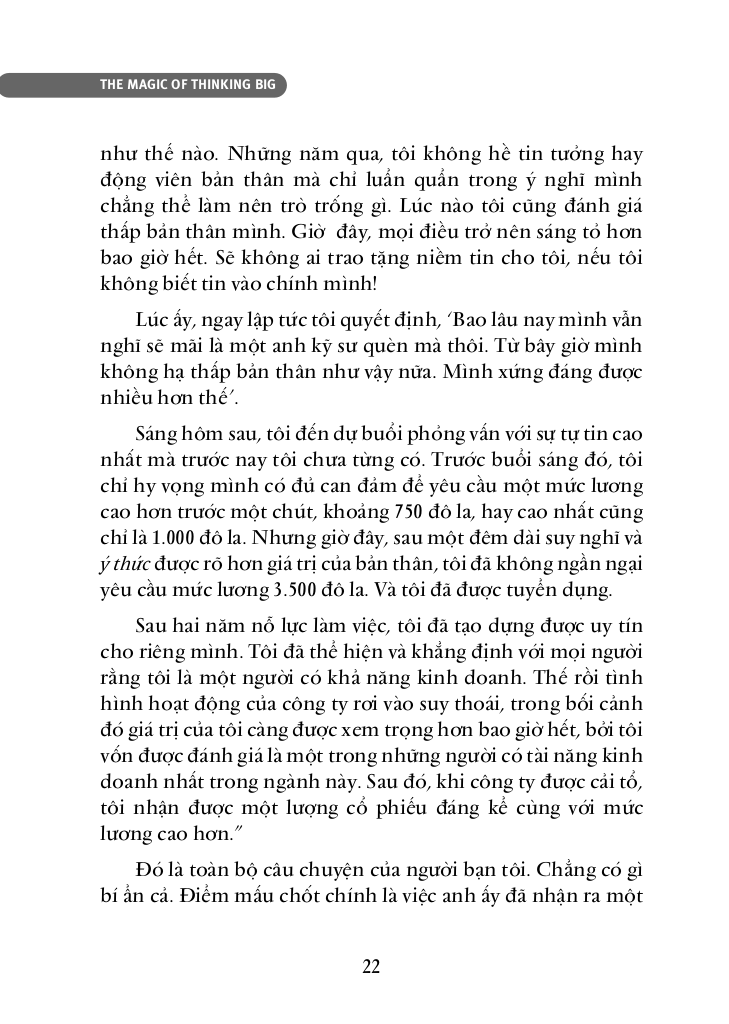 THE MAGIC OF THINKING BIG
như thế nào. Những năm qua, tôi không hề tin tưởng hay
động viên bản thân mà chỉ luẩn quẩn trong ý nghĩ mình
chẳng thể làm nên trò trống gì. Lúc nào tôi cũng đánh giá
thấp bản thân mình. Giờ đây, mọi điều trở nên sáng tỏ hơn
bao giờ hết. Sẽ không ai trao tặng niềm tin cho tôi, nếu tôi
không biết tin vào chính mình!
Lúc ấy, ngay lập tức tôi quyết định, ‘Bao lâu nay mình vẫn
nghĩ sẽ mãi là một anh kỹ sư quèn mà thôi. Từ bây giờ mình
không hạ thấp bản thân như vậy nữa. Mình xứng đáng được
nhiều hơn thế’.
Sáng hôm sau, tôi đến dự buổi phỏng vấn với sự tự tin cao
nhất mà trước nay tôi chưa từng có. Trước buổi sáng đó, tôi
chỉ hy vọng mình có đủ can đảm để yêu cầu một mức lương
cao hơn trước một chút, khoảng 750 đô la, hay cao nhất cũng
chỉ là 1.000 đô la. Nhưng giờ đây, sau một đêm dài suy nghĩ và
ý thức được rõ hơn giá trị của bản thân, tôi đã không ngần ngại
yêu cầu mức lương 3.500 đô la. Và tôi đã được tuyển dụng.
Sau hai năm nỗ lực làm việc, tôi đã tạo dựng được uy tín
cho riêng mình. Tôi đã thể hiện và khẳng định với mọi người
rằng tôi là một người có khả năng kinh doanh. Thế rồi tình
hình hoạt động của công ty rơi vào suy thoái, trong bối cảnh
đó giá trị của tôi càng được xem trọng hơn bao giờ hết, bởi tôi
vốn được đánh giá là một trong những người có tài năng kinh
doanh nhất trong ngành này. Sau đó, khi công ty được cải tổ,
tôi nhận được một lượng cổ phiếu đáng kể cùng với mức
lương cao hơn.”
Đó là toàn bộ câu chuyện của người bạn tôi. Chẳng có gì
bí ẩn cả. Điểm mấu chốt chính là việc anh ấy đã nhận ra một
22